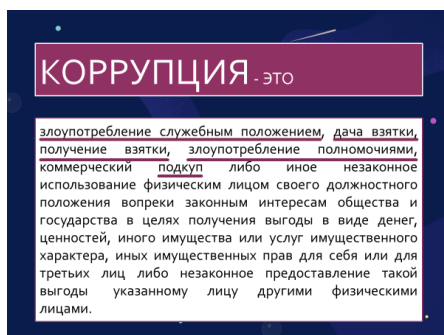 КОРРУПЦИЯ - ЭТО
злоупотребление служебным положением, дача взятки,
получение взятки, злоупотребление полномочиями,
коммерческий подкуп либо иное незаконное
использование физическим лицом своего должностного
положения вопреки законным интересам общества и
государства в целях получения выгоды в виде денег,
ценностей, иного имущества или услуг имущественного
характера, иных имущественных прав для себя или для
третьих лиц либо незаконное предоставление такой
выгоды указанному лицу другими физическими
лицами.